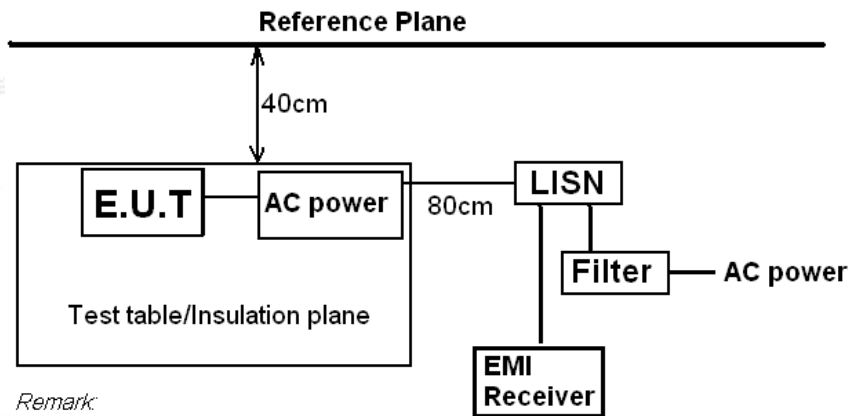 Reference Plane
40cm
E.U.T
AC power
80cm
LISN
Filter
AC power
Test table/Insulation plane
EMI
Receiver
Remark: